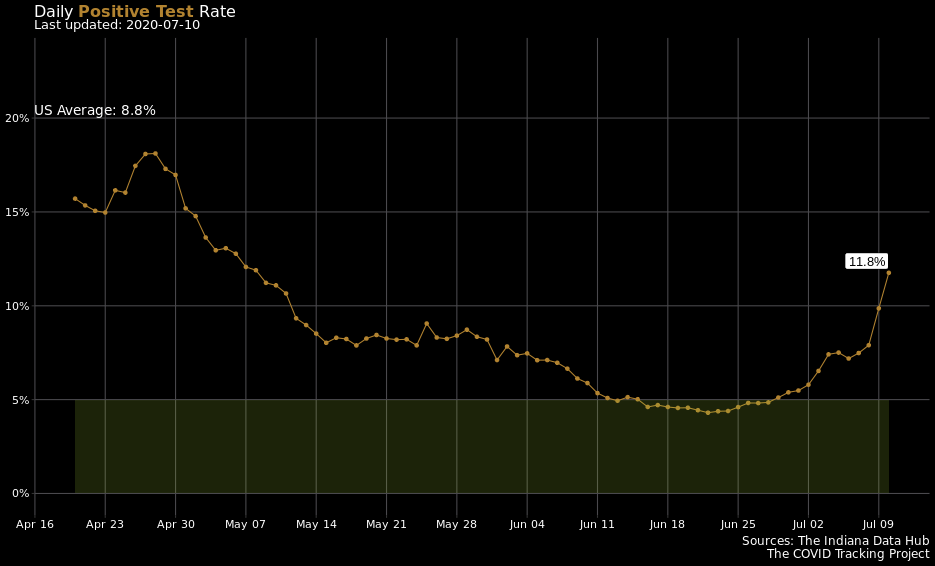 Daily Positive Test Rate
Last updated: 2020-07-10
US Average: 8.8%
20%
15%
11.8%
10%
5%
0%
Apr 16
Apr 23
Apr 30
May 07
May 14
May 21
May 28
Jun 04
Jun 11
Jun 18
Jun 25
Jul 02
Jul 09
Sources: The Indiana Data Hub
The COVID Tracking Project